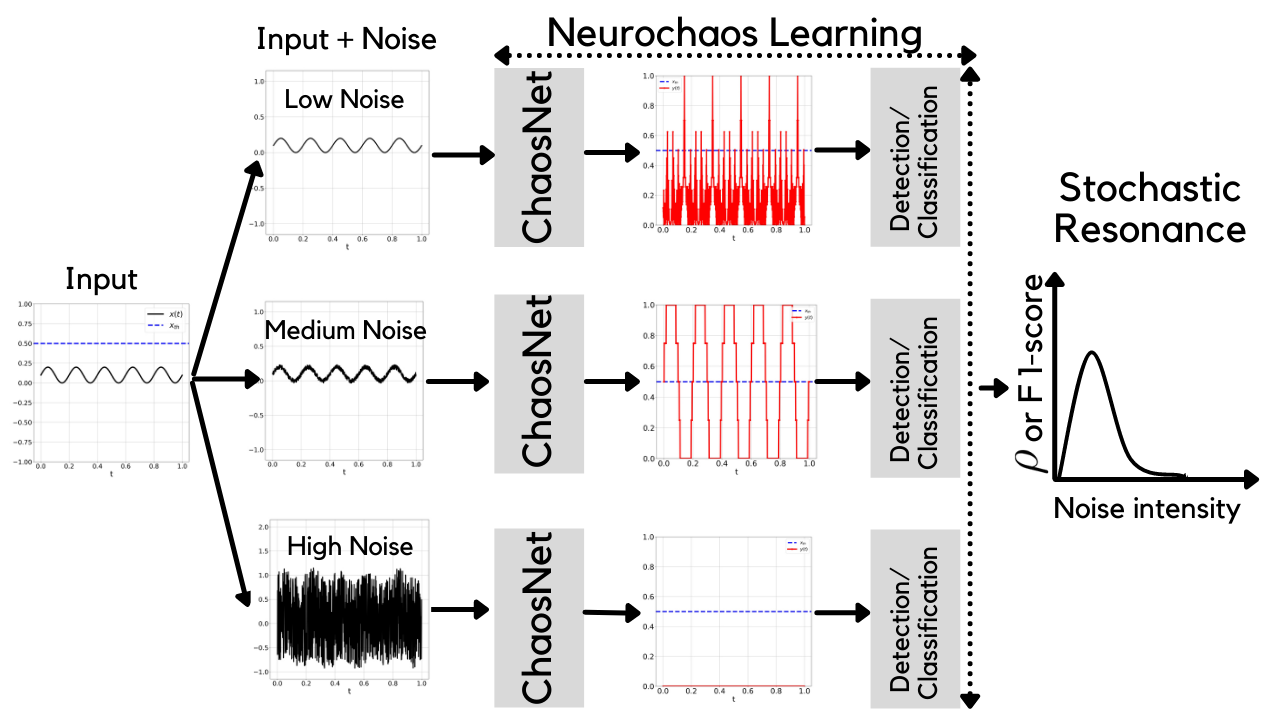 Neurochaos Learning
Input + Noise
Low Noise
1.0
0.5
0.0
−0.5
−1.0
0.0 0.2 0.4 0.6 0.8 1.0
t
ChaosNet
1.0
0.8
0.6
0.4
0.2
0.0
x_th
y(t)
0.0 0.2 0.4 0.6 0.8 1.0
t
Detection/
Classification
Input
1.00
0.75
0.50
0.25
0.00
−0.25
−0.50
−0.75
−1.00
x(t)
x_th
0.0 0.2 0.4 0.6 0.8 1.0
t
Medium Noise
1.0
0.5
0.0
−0.5
−1.0
0.0 0.2 0.4 0.6 0.8 1.0
t
ChaosNet
1.0
0.8
0.6
0.4
0.2
0.0
x_th
y(t)
0.0 0.2 0.4 0.6 0.8 1.0
t
Detection/
Classification
High Noise
2.0
1.5
1.0
0.5
0.0
−0.5
−1.0
0.0 0.2 0.4 0.6 0.8 1.0
t
ChaosNet
1.0
0.8
0.6
0.4
0.2
0.0
x_th
y(t)
0.0 0.2 0.4 0.6 0.8 1.0
t
Detection/
Classification
Stochastic
Resonance
ρ or F1-score
Noise intensity